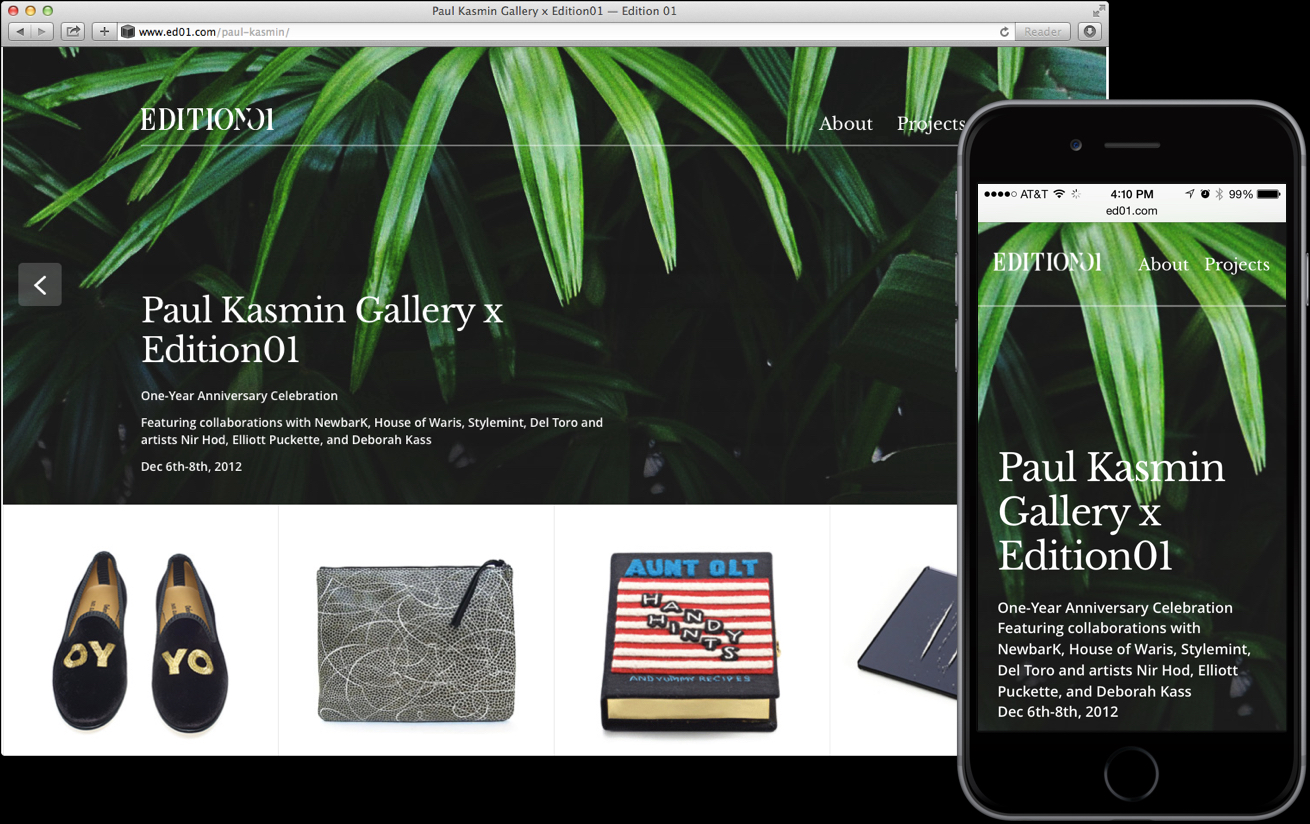 Paul Kasmin Gallery x Edition01 — Edition 01
www.ed01.com/paul-kasmin/
Reader
EDITION01
About Projects
Paul Kasmin Gallery x
Edition01
One-Year Anniversary Celebration
Featuring collaborations with NewbarK, House of Waris, Stylemint, Del Toro and
artists Nir Hod, Elliott Puckette, and Deborah Kass
Dec 6th-8th, 2012
OY
YO
AUNT OLT
HANDY
HINTS
AND YUMMY RECIPES
AT&T 4:10 PM 99%
ed01.com
EDITION01 About Projects
Paul Kasmin
Gallery x
Edition01
One-Year Anniversary Celebration
Featuring collaborations with
NewbarK, House of Waris, Stylemint,
Del Toro and artists Nir Hod, Elliott
Puckette, and Deborah Kass
Dec 6th-8th, 2012